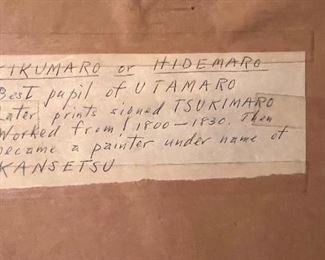 KIKUMARO or HIDEMARO
Best pupil of UTAMARO
Later prints signed TSUKIMARO
Worked from 1800-1830. Then
became a painter under name of
KANSETSU